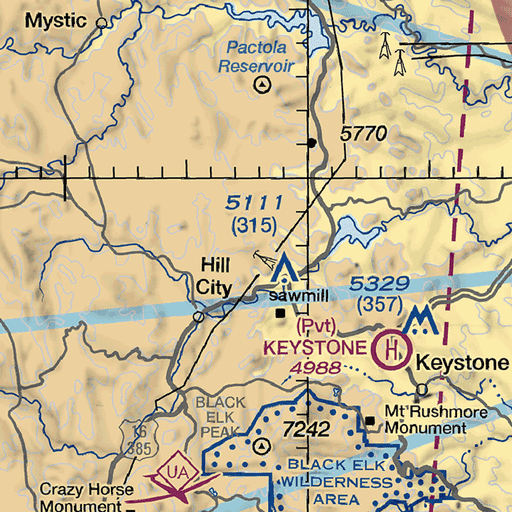 Mystic
Pactola
Reservoir
5770
5111
(315)
Hill
City
5329
(357)
sawmill
(Pvt)
KEYSTONE
4988
H
Keystone
BLACK
ELK
PEAK
16
385
7242
Mt Rushmore
Monument
UA
BLACK ELK
WILDERNESS
AREA
Crazy Horse
Monument